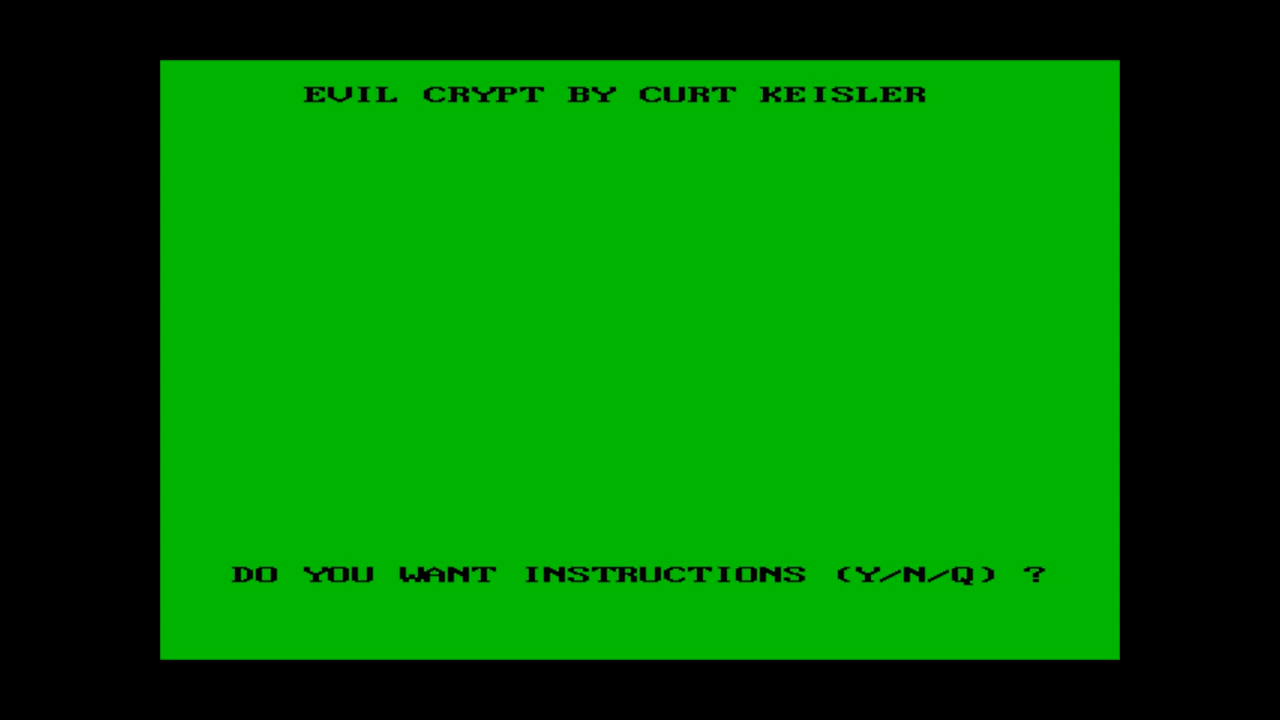 EVIL CRYPT BY CURT KEISLER
DO YOU WANT INSTRUCTIONS (Y/N/Q) ?